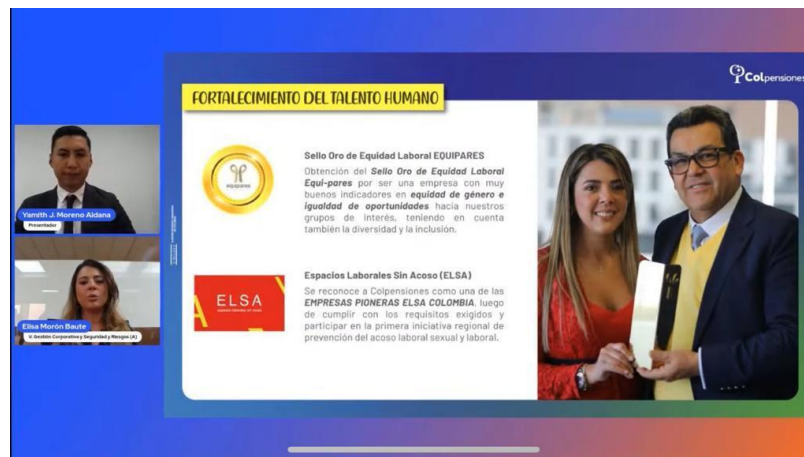 Colpensiones
FORTALECIMIENTO DEL TALENTO HUMANO
Yamith J. Moreno Aldana
Presentador
Elisa Morón Baute
V. Gestión Corporativa y Seguridad y Riesgos (A)
equipares
Sello Oro de Equidad Laboral EQUIPARES
Obtención del Sello Oro de Equidad Laboral
Equi-pares por ser una empresa con muy
buenos indicadores en equidad de género e
igualdad de oportunidades hacia nuestros
grupos de interés, teniendo en cuenta
también la diversidad y la inclusión.
ELSA
Espacios Laborales Sin Acoso (ELSA)
Se reconoce a Colpensiones como una de las
EMPRESAS PIONERAS ELSA COLOMBIA, luego
de cumplir con los requisitos exigidos y
participar en la primera iniciativa regional de
prevención del acoso laboral sexual y laboral.